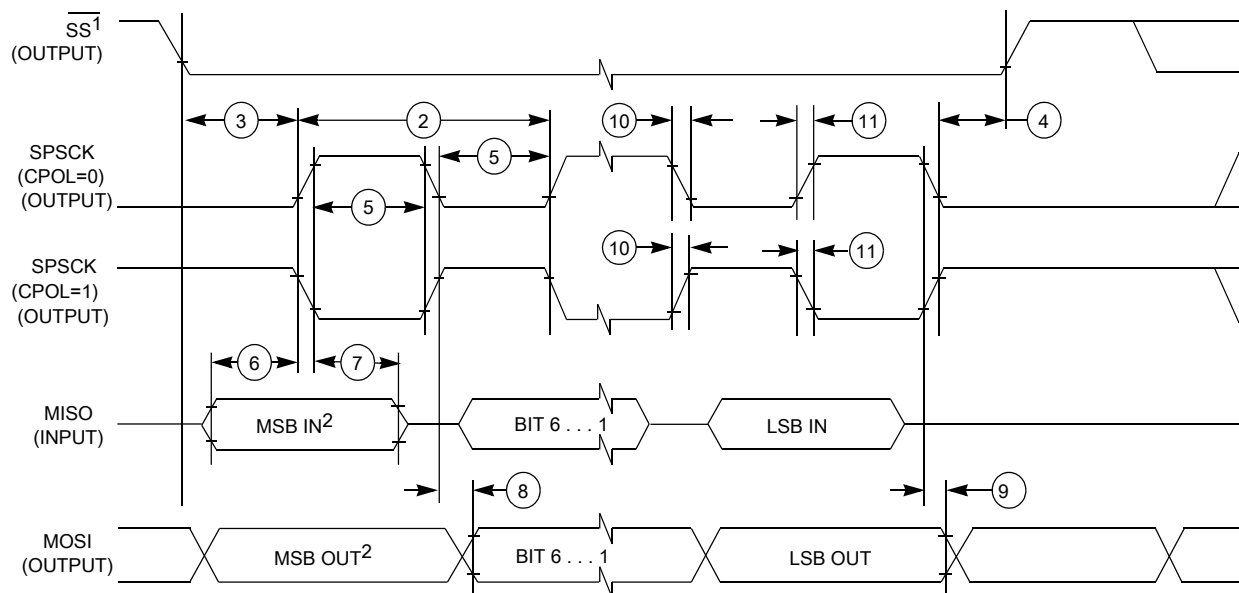 SS1
(OUTPUT)
3
2
10
11
4
SPSCK
(CPOL=0)
(OUTPUT)
5
5
SPSCK
(CPOL=1)
(OUTPUT)
10
11
6
7
MISO
(INPUT)
MSB IN2
BIT 6 . . . 1
LSB IN
8
9
MOSI
(OUTPUT)
MSB OUT2
BIT 6 . . . 1
LSB OUT